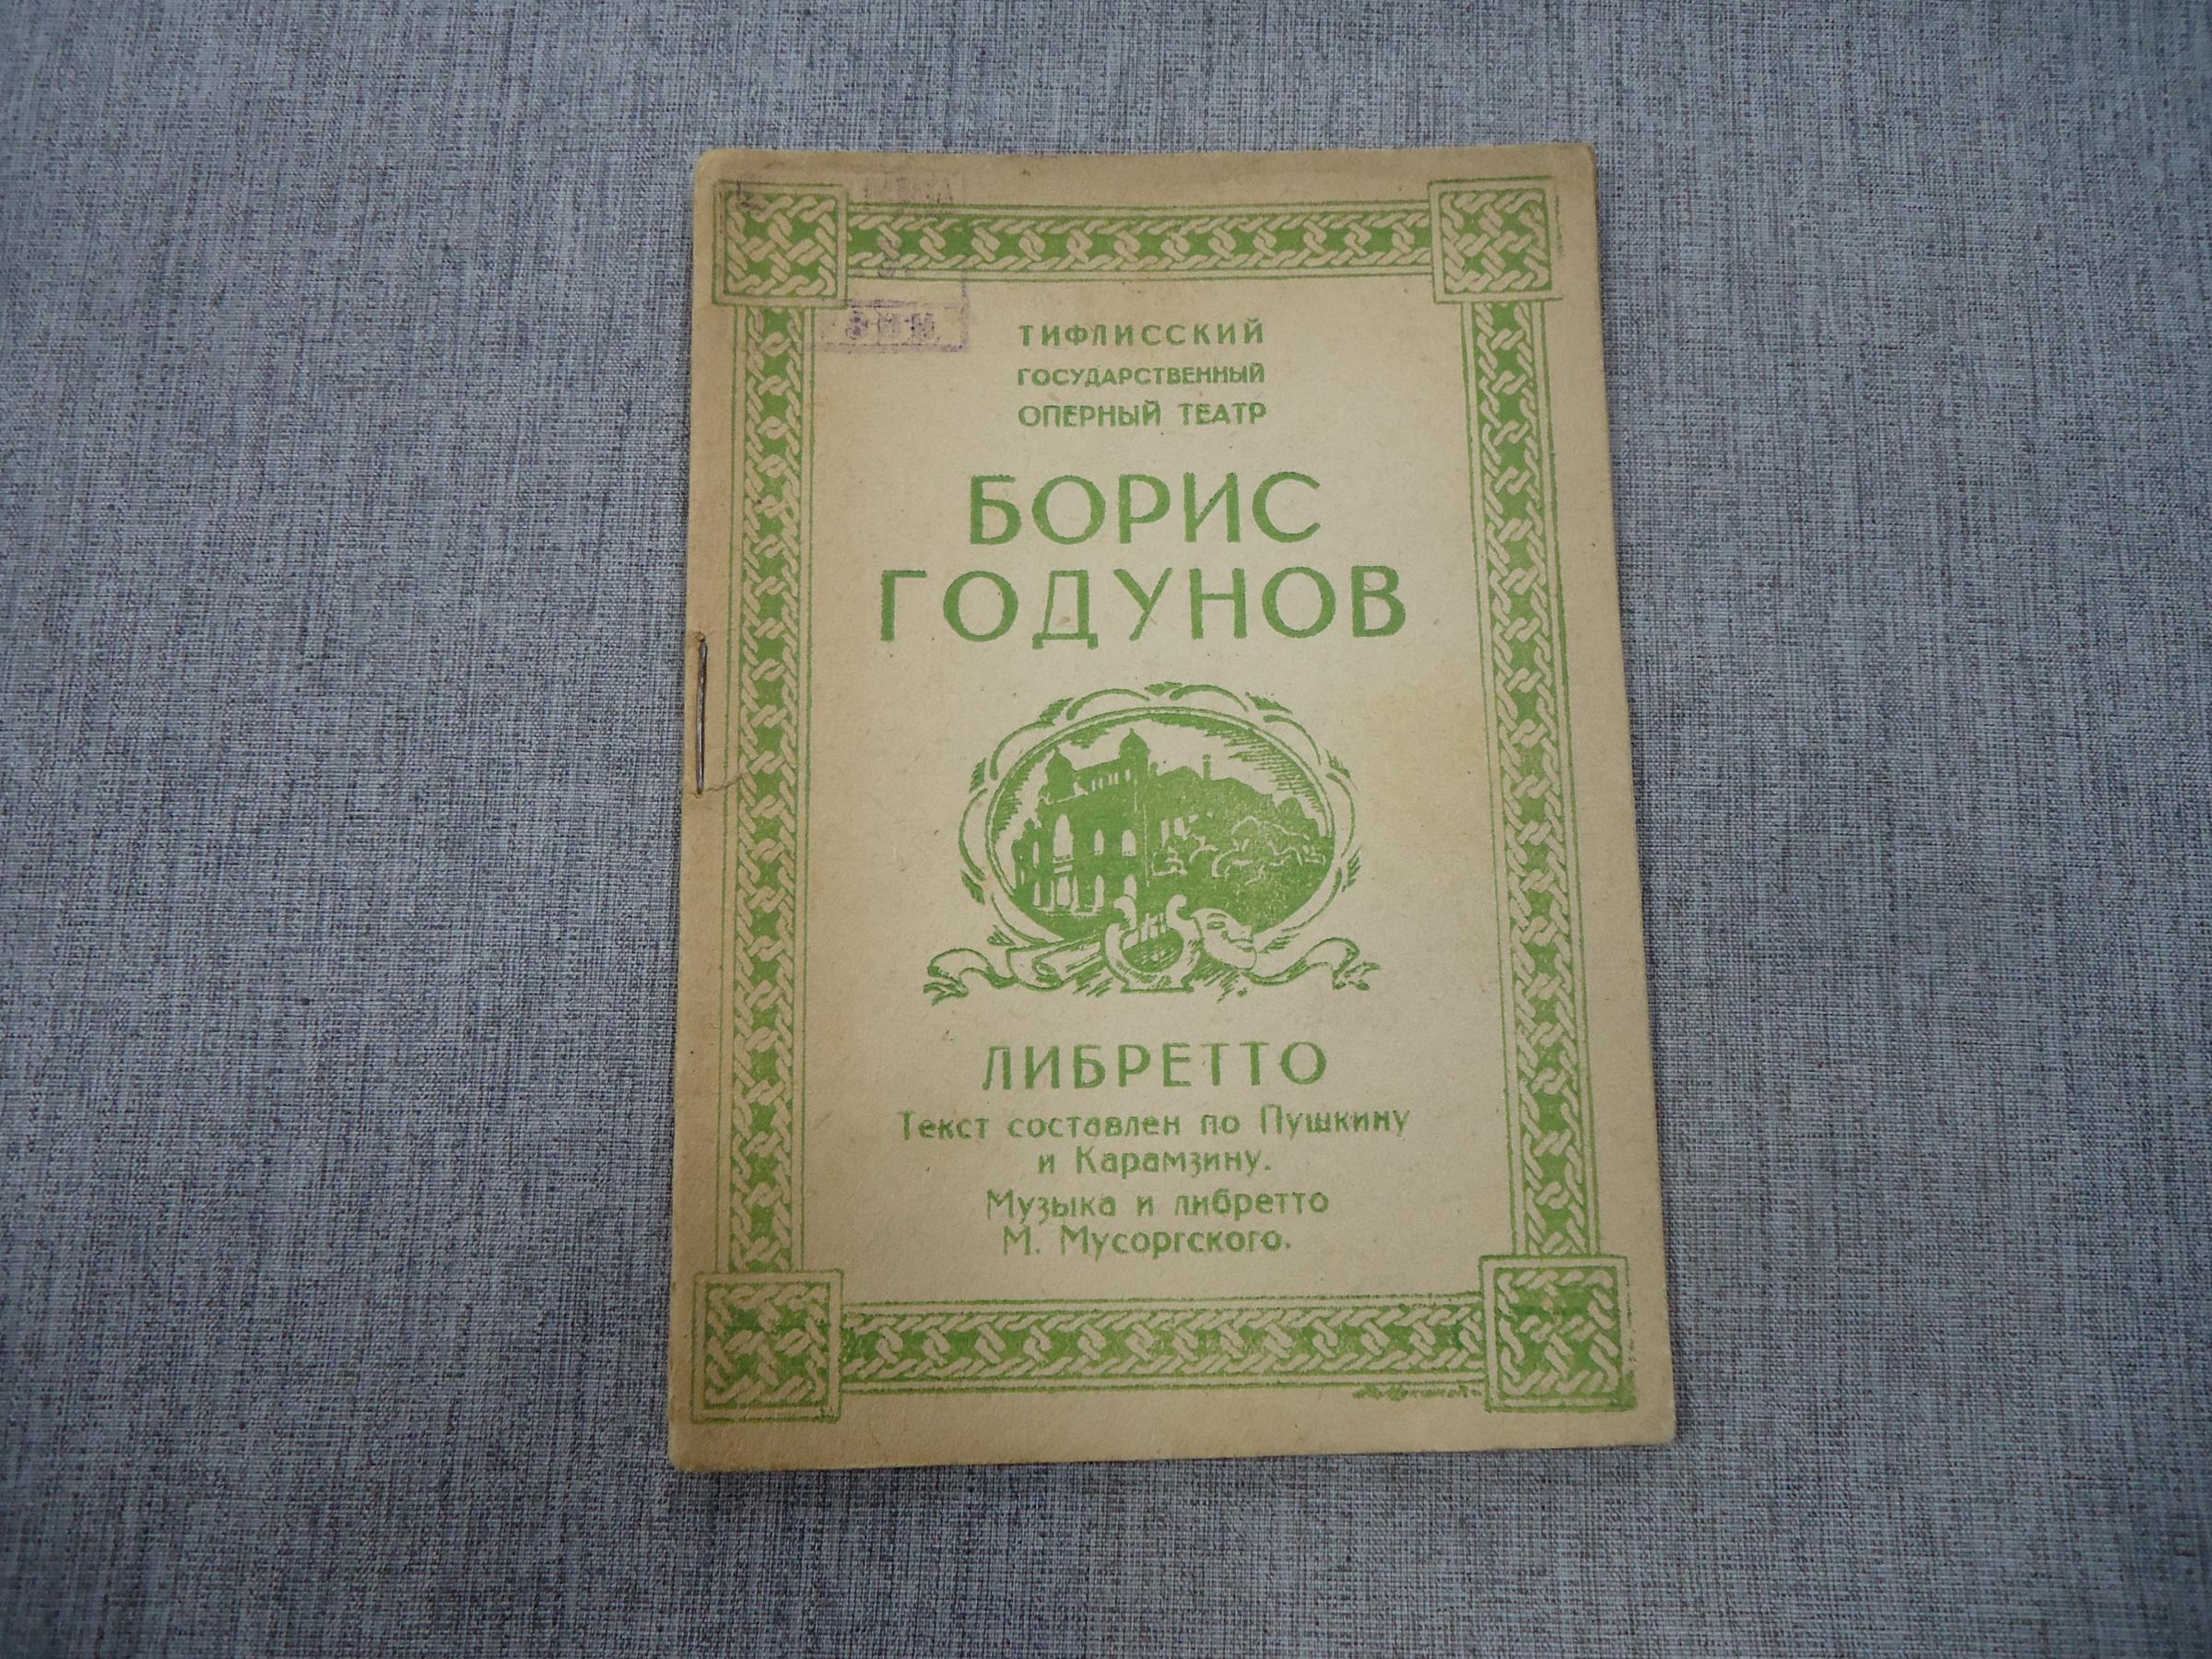 ТИФЛИССКИЙ
ГОСУДАРСТВЕННЫЙ
ОПЕРНЫЙ ТЕАТР
БОРИС
ГОДУНОВ
ЛИБРЕТТО
Текст составлен по Пушкину
и Карамзину.
Музыка и либретто
М. Мусоргского.